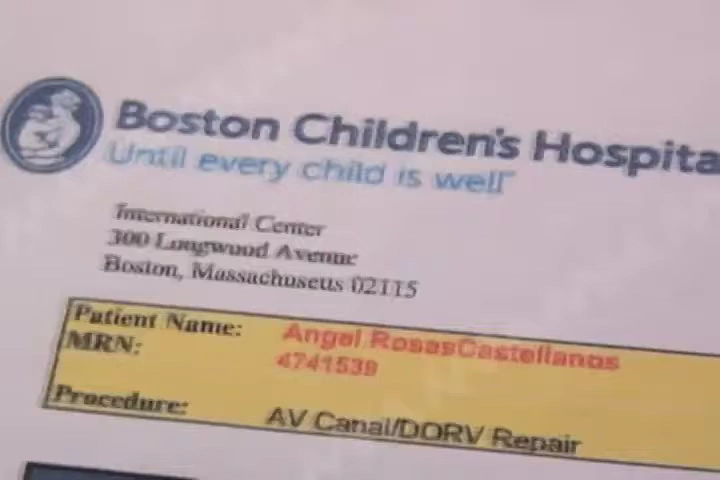 Boston Children's Hospita
Until every child is well™
International Center
300 Longwood Avenue
Boston, Massachusetts 02115
Patient Name: Angel RosasCastellanos
MRN: 4741539
Procedure: AV Canal/DORV Repair